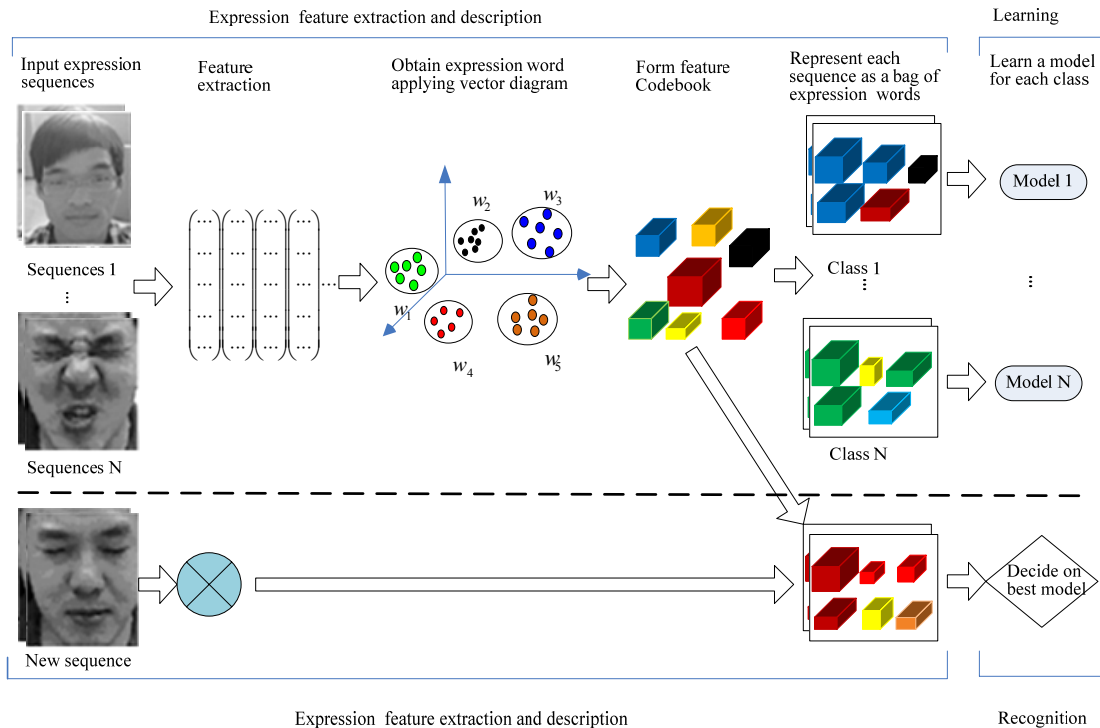 Expression feature extraction and description
Learning
Input expression
sequences
Feature
extraction
Obtain expression word
applying vector diagram
Form feature
Codebook
Represent each
sequence as a bag of
expression words
Learn a model
for each class
... ... ... ...
... ... ... ...
... ... ... ... ...
... ... ... ...
... ... ... ...
w1
w2
w3
w4
w5
Sequences 1
...
Sequences N
Class 1
...
Class N
Model 1
...
Model N
New sequence
Decide on
best model
Expression feature extraction and description
Recognition